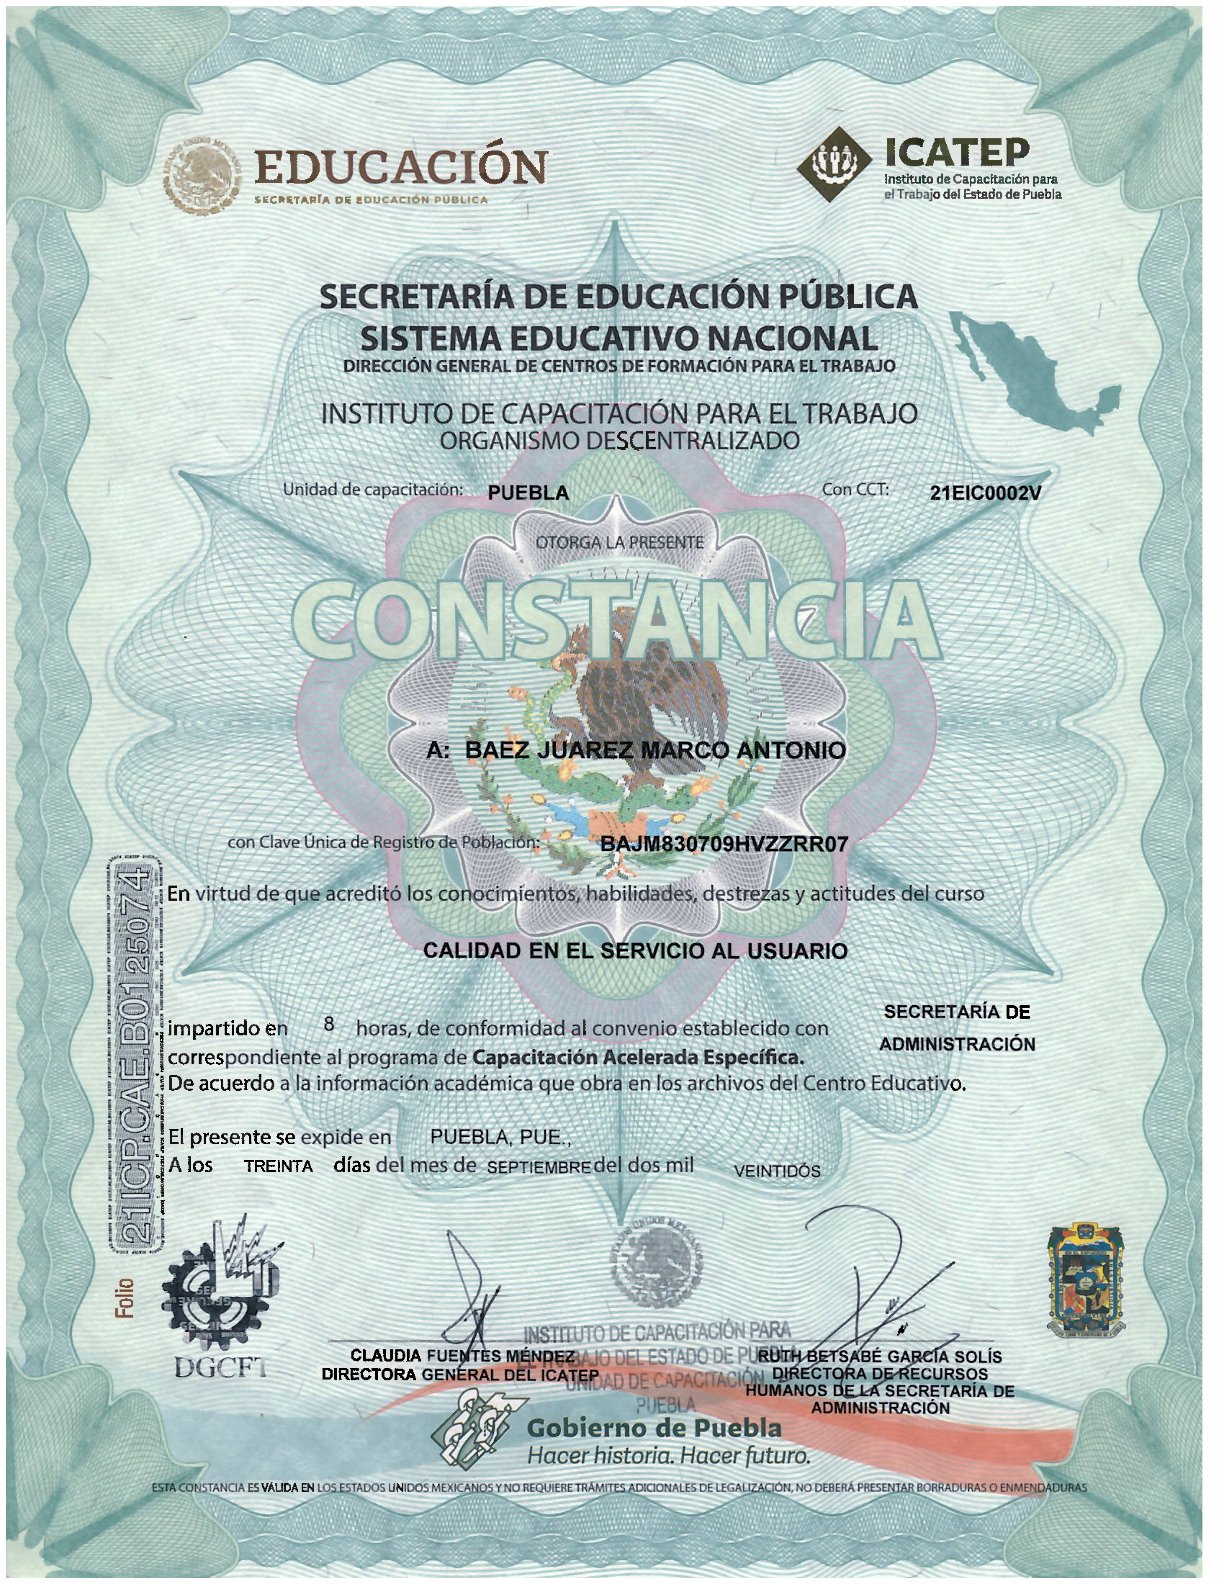 EDUCACIÓN
SECRETARÍA DE EDUCACIÓN PÚBLICA
ICATEP
Instituto de Capacitación para
el Trabajo del Estado de Puebla
SECRETARÍA DE EDUCACIÓN PÚBLICA
SISTEMA EDUCATIVO NACIONAL
DIRECCIÓN GENERAL DE CENTROS DE FORMACIÓN PARA EL TRABAJO
INSTITUTO DE CAPACITACIÓN PARA EL TRABAJO
ORGANISMO DESCENTRALIZADO
Unidad de capacitación: PUEBLA Con CCT: 21EIC0002V
OTORGA LA PRESENTE
CONSTANCIA
A: BAEZ JUAREZ MARCO ANTONIO
con Clave Única de Registro de Población: BAJM830709HVZZRR07
En virtud de que acreditó los conocimientos, habilidades, destrezas y actitudes del curso
CALIDAD EN EL SERVICIO AL USUARIO
impartido en 8 horas, de conformidad al convenio establecido con SECRETARÍA DE ADMINISTRACIÓN
correspondiente al programa de Capacitación Acelerada Específica.
De acuerdo a la información académica que obra en los archivos del Centro Educativo.
El presente se expide en PUEBLA, PUE.,
A los TREINTA días del mes de SEPTIEMBRE del dos mil VEINTIDÓS
Folio 21ICP.CAE.B0125074
DGCFT
INSTITUTO DE CAPACITACIÓN PARA
EL TRABAJO DEL ESTADO DE PUEBLA
UNIDAD DE CAPACITACIÓN
PUEBLA
CLAUDIA FUENTES MÉNDEZ
DIRECTORA GENERAL DEL ICATEP
RUTH BETSABÉ GARCÍA SOLÍS
DIRECTORA DE RECURSOS
HUMANOS DE LA SECRETARÍA DE
ADMINISTRACIÓN
Gobierno de Puebla
Hacer historia. Hacer futuro.
ESTA CONSTANCIA ES VÁLIDA EN LOS ESTADOS UNIDOS MEXICANOS Y NO REQUIERE TRÁMITES ADICIONALES DE LEGALIZACIÓN, NO DEBERÁ PRESENTAR BORRADURAS O ENMENDADURAS